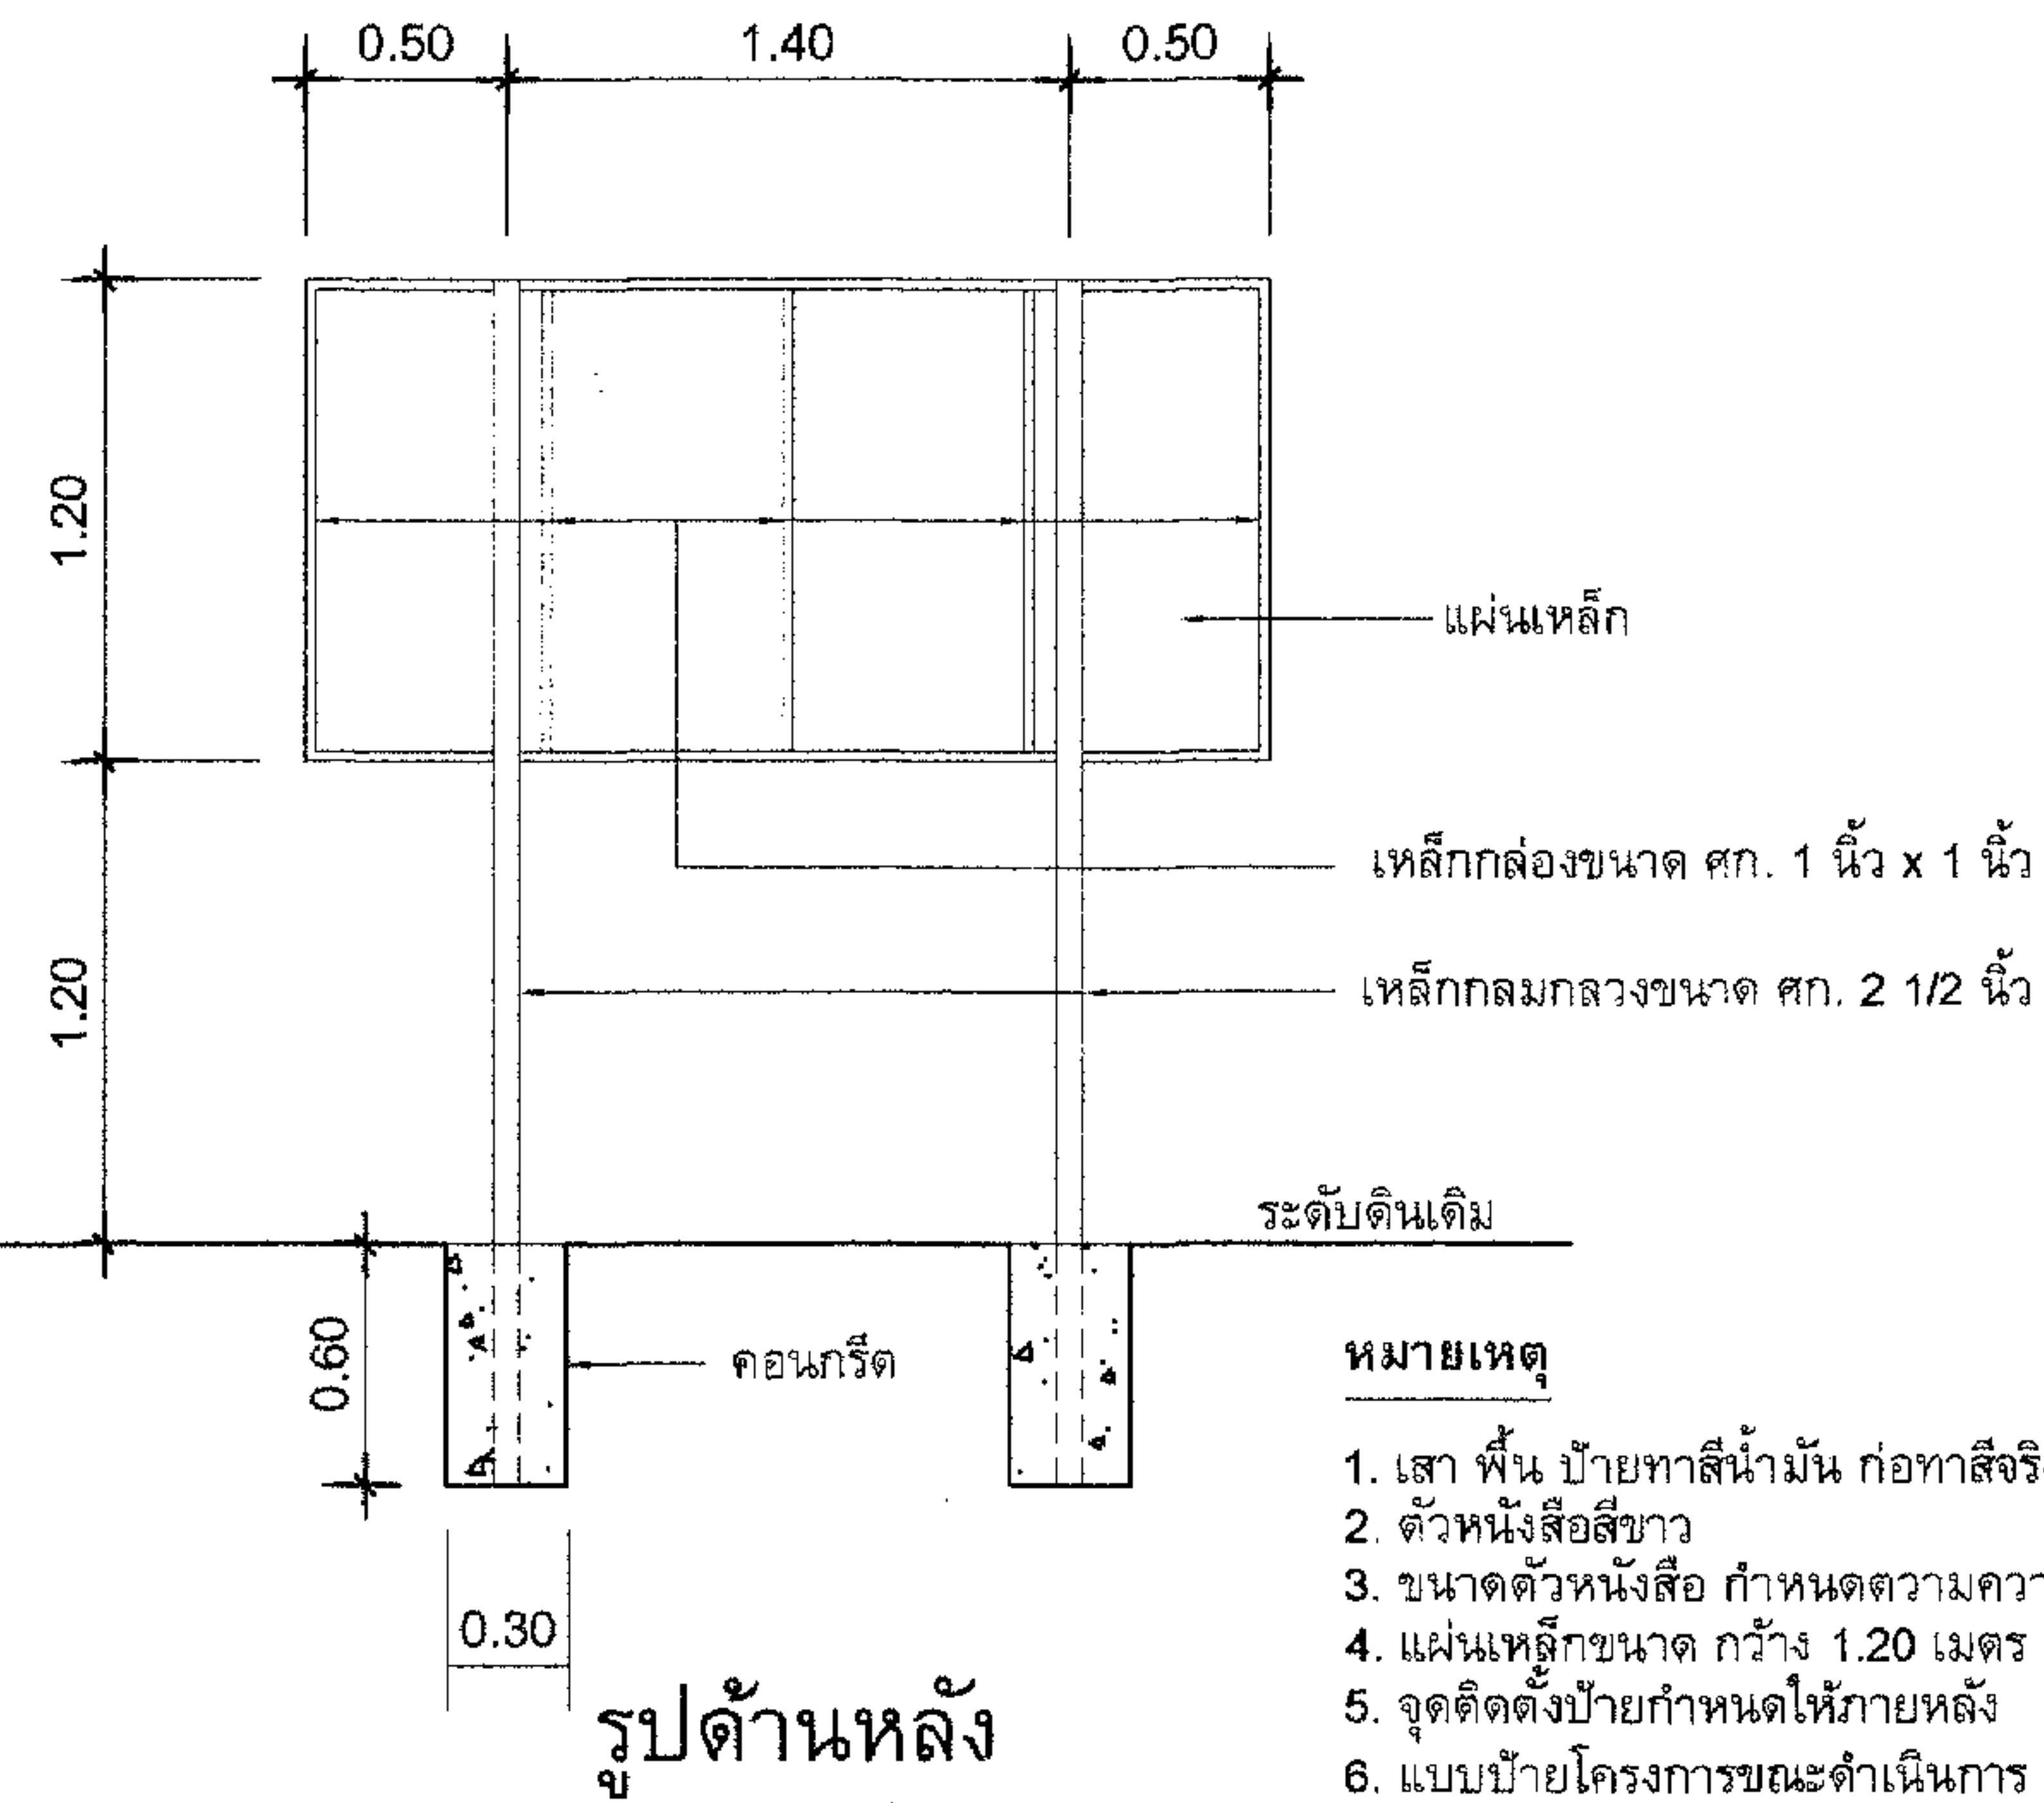 0.50 1.40 0.50
1.20
แผ่นเหล็ก
เหล็กกล่องขนาด ศก. 1 นิ้ว x 1 นิ้ว
1.20
เหล็กกลมกลวงขนาด ศก. 2 1/2 นิ้ว
ระดับดินเดิม
0.60
คอนกรีต
0.30
รูปด้านหลัง
หมายเหตุ
1. เสา พื้น ป้ายทาสีน้ำมัน ก่อทาสีจริ
2. ตัวหนังสือสีขาว
3. ขนาดตัวหนังสือ กำหนดตวามควา
4. แผ่นเหล็กขนาด กว้าง 1.20 เมตร
5. จุดติดตั้งป้ายกำหนดให้ภายหลัง
6. แบบป้ายโครงการขณะดำเนินการ